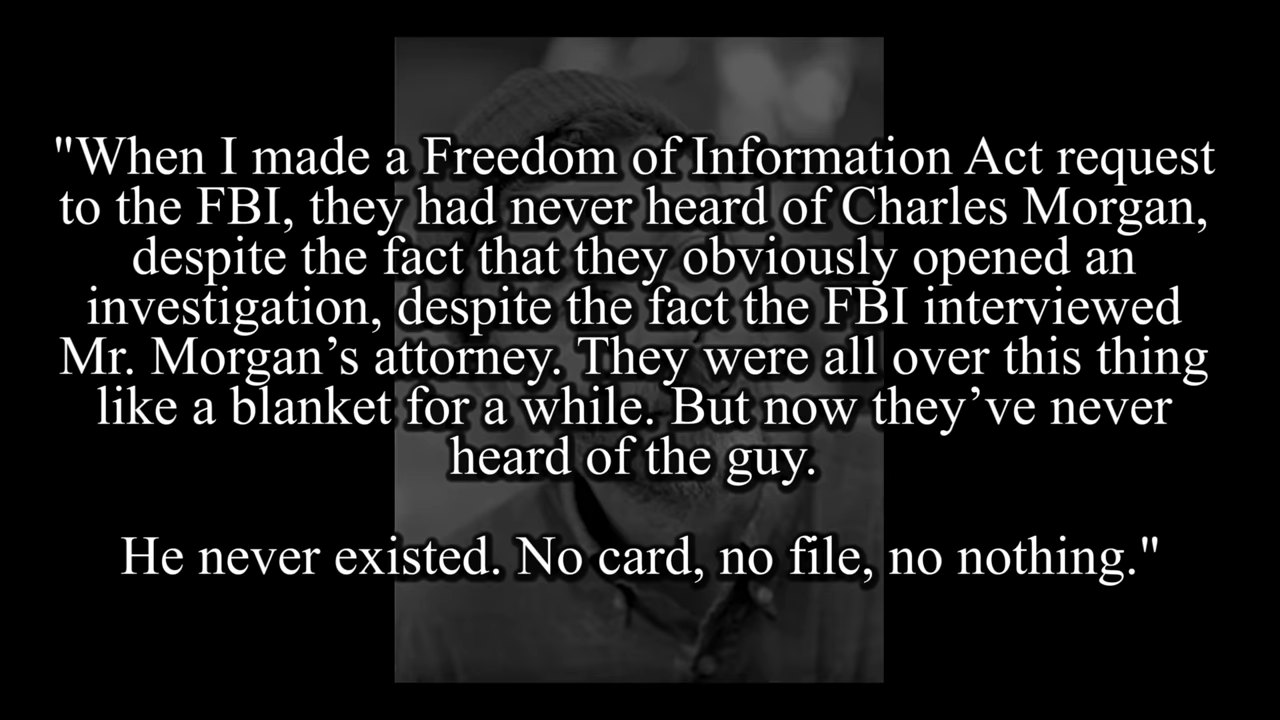 "When I made a Freedom of Information Act request
to the FBI, they had never heard of Charles Morgan,
despite the fact that they obviously opened an
investigation, despite the fact the FBI interviewed
Mr. Morgan’s attorney. They were all over this thing
like a blanket for a while. But now they’ve never
heard of the guy.
He never existed. No card, no file, no nothing."